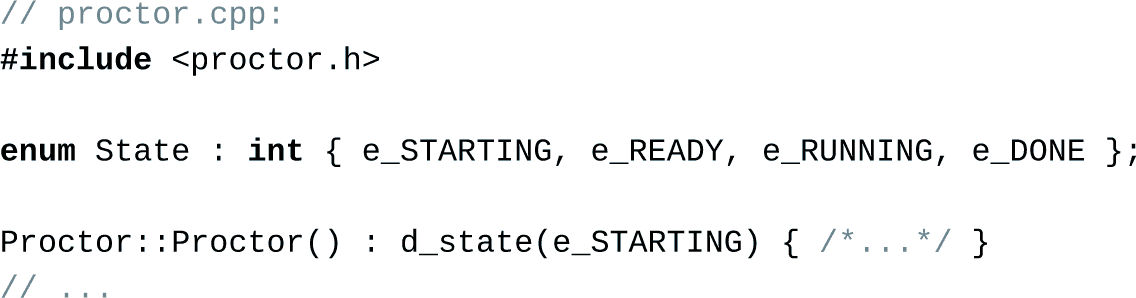 // proctor.cpp:
#include <proctor.h>
enum State : int { e_STARTING, e_READY, e_RUNNING, e_DONE };
Proctor::Proctor() : d_state(e_STARTING) { /*...*/ }
// ...